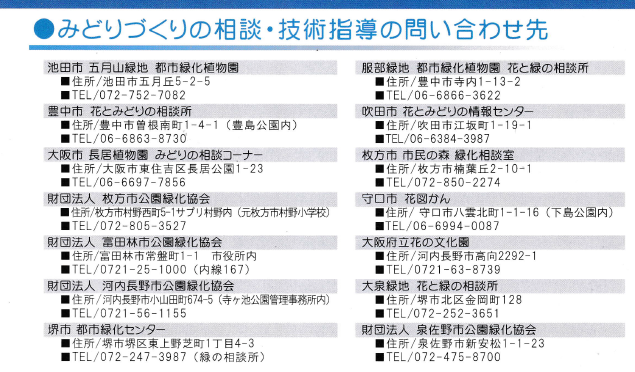 ●みどりづくりの相談・技術指導の問い合わせ先
池田市 五月山緑地 都市緑化植物園
■住所/池田市五月丘5-2-5
■TEL/072-752-7082
豊中市 花とみどりの相談所
■住所/豊中市曽根南町1-4-1(豊島公園内)
■TEL/06-6863-8730
大阪市 長居植物園 みどりの相談コーナー
■住所/大阪市東住吉区長居公園1-23
■TEL/06-6697-7856
財団法人 枚方市公園緑化協会
■住所/枚方市村野西町5-1サプリ村野内(元枚方市村野小学校)
■TEL/072-805-3527
財団法人 富田林市公園緑化協会
■住所/富田林市常盤町1-1 市役所内
■TEL/0721-25-1000(内線167)
財団法人 河内長野市公園緑化協会
■住所/河内長野市小山田町674-5(寺ヶ池公園管理事務所内)
■TEL/0721-56-1155
堺市 都市緑化センター
■住所/堺市堺区東上野芝町1丁目4-3
■TEL/072-247-3987(緑の相談所)
服部緑地 都市緑化植物園 花と緑の相談所
■住所/豊中市寺内1-13-2
■TEL/06-6866-3622
吹田市 花とみどりの情報センター
■住所/吹田市江坂町1-19-1
■TEL/06-6384-3987
枚方市 市民の森 緑化相談室
■住所/枚方市楠葉丘2-10-1
■TEL/072-850-2274
守口市 花図かん
■住所/ 守口市八雲北町1-1-16(下島公園内)
■TEL/06-6994-0087
大阪府立花の文化園
■住所/河内長野市高向2292-1
■TEL/0721-63-8739
大泉緑地 花と緑の相談所
■住所/堺市北区金岡町128
■TEL/072-252-3651
財団法人 泉佐野市公園緑化協会
■住所/泉佐野市新安松1-1-23
■TEL/072-475-8700